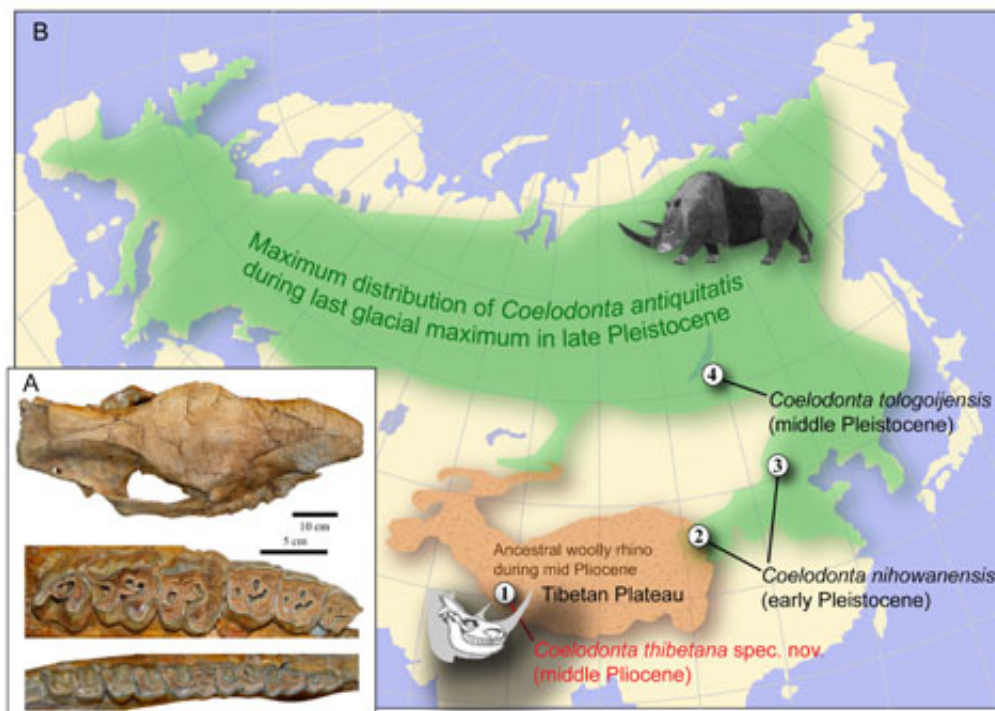 B
Maximum distribution of Coelodonta antiquitatis
during last glacial maximum in late Pleistocene
A
10 cm
5 cm
4
Coelodonta tologoijensis
(middle Pleistocene)
3
2
Coelodonta nihowanensis
(early Pleistocene)
Ancestral woolly rhino
during mid Pliocene
1
Tibetan Plateau
Coelodonta thibetana spec. nov.
(middle Pliocene)